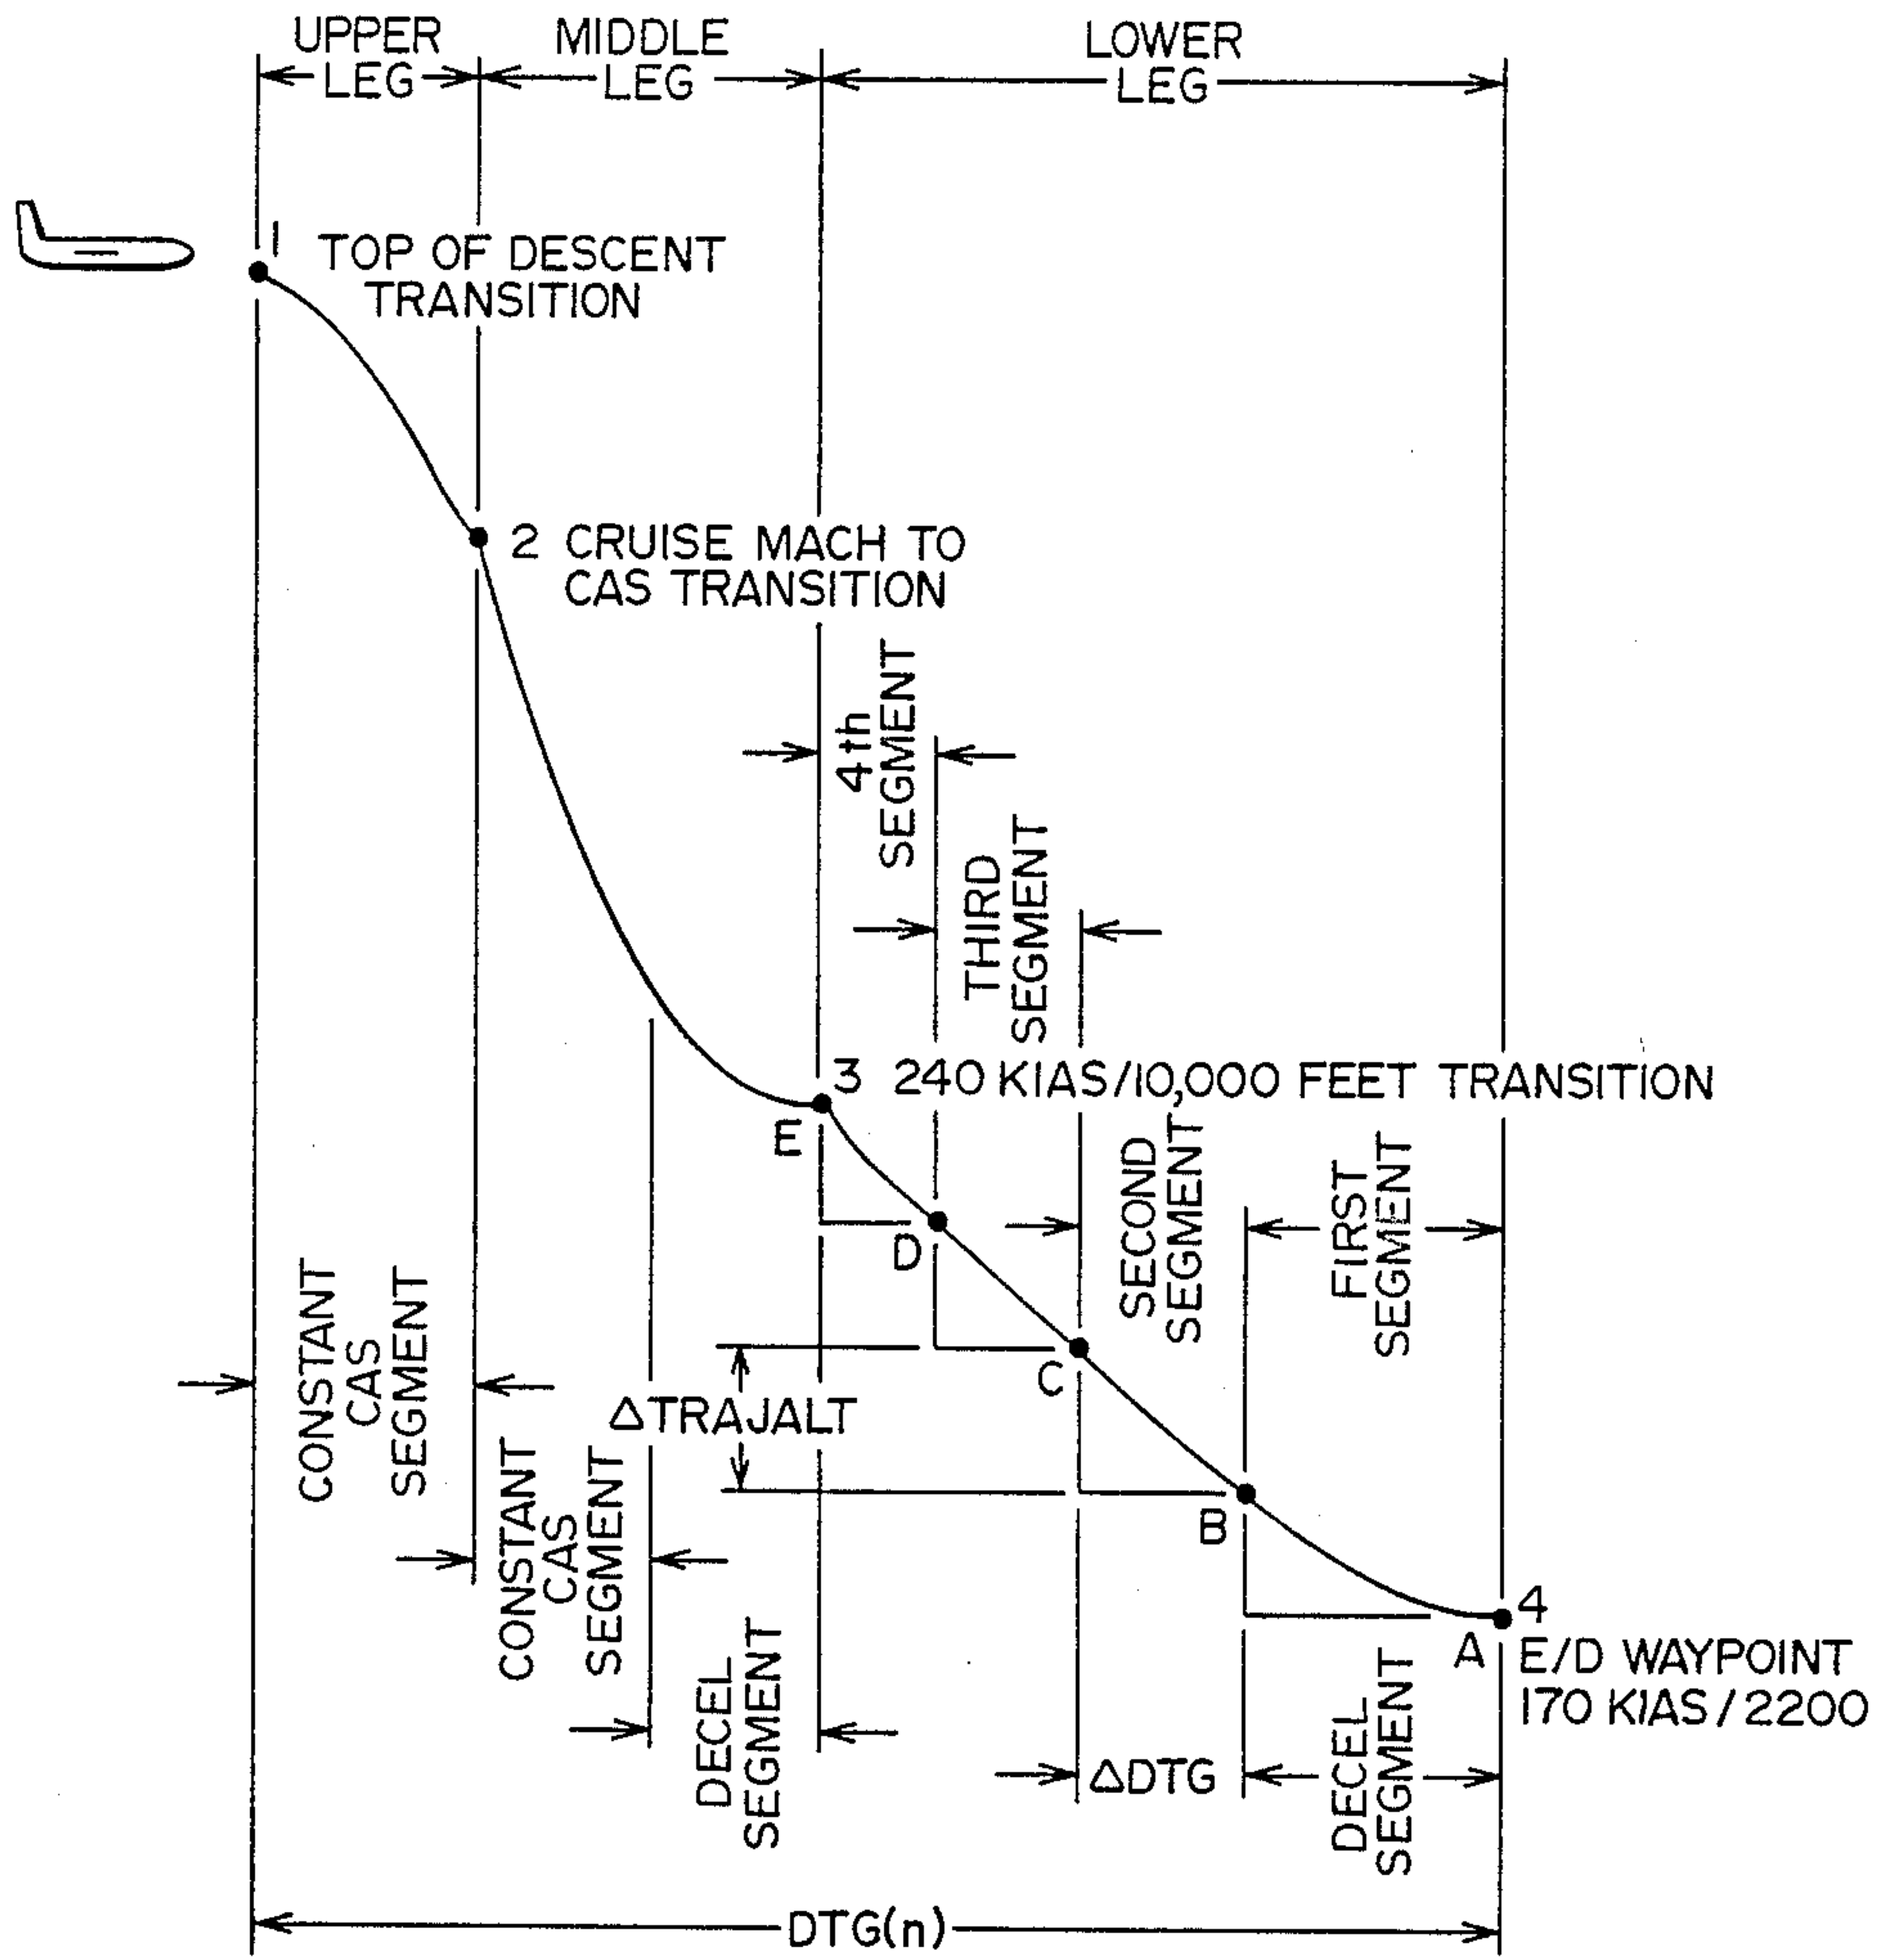 UPPER
LEG
MIDDLE
LEG
LOWER
LEG
1 TOP OF DESCENT
TRANSITION
2 CRUISE MACH TO
CAS TRANSITION
4th
SEGMENT
THIRD
SEGMENT
3 240 KIAS/10,000 FEET TRANSITION
E
SECOND
SEGMENT
FIRST
SEGMENT
D
CONSTANT
CAS
SEGMENT
C
ΔTRAJALT
CONSTANT
CAS
SEGMENT
B
4
A E/D WAYPOINT
170 KIAS/2200
DECEL
SEGMENT
ΔDTG
DECEL
SEGMENT
DTG(n)